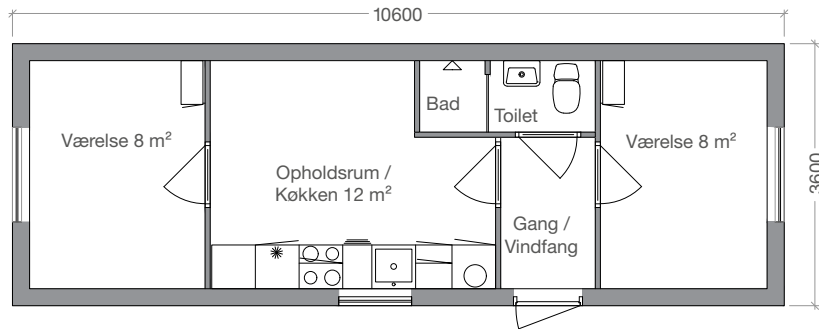 10600
Bad
Toilet
Værelse 8 m²
Værelse 8 m²
Opholdsrum /
Køkken 12 m²
3600
Gang /
Vindfang